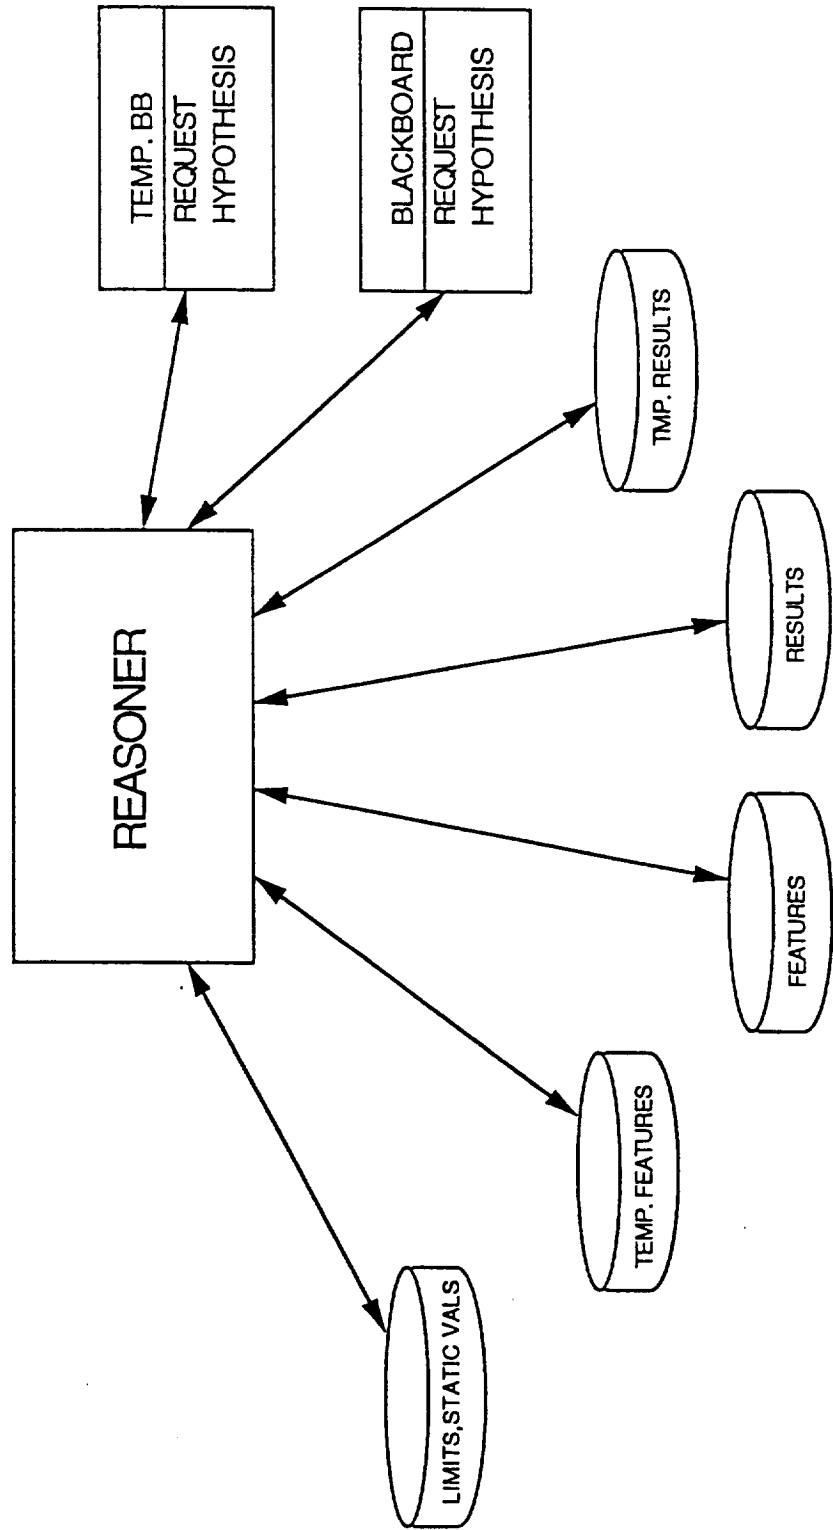 REASONER
TEMP. BB
REQUEST
HYPOTHESIS
BLACKBOARD
REQUEST
HYPOTHESIS
LIMITS,STATIC VALS
TEMP. FEATURES
FEATURES
RESULTS
TMP. RESULTS